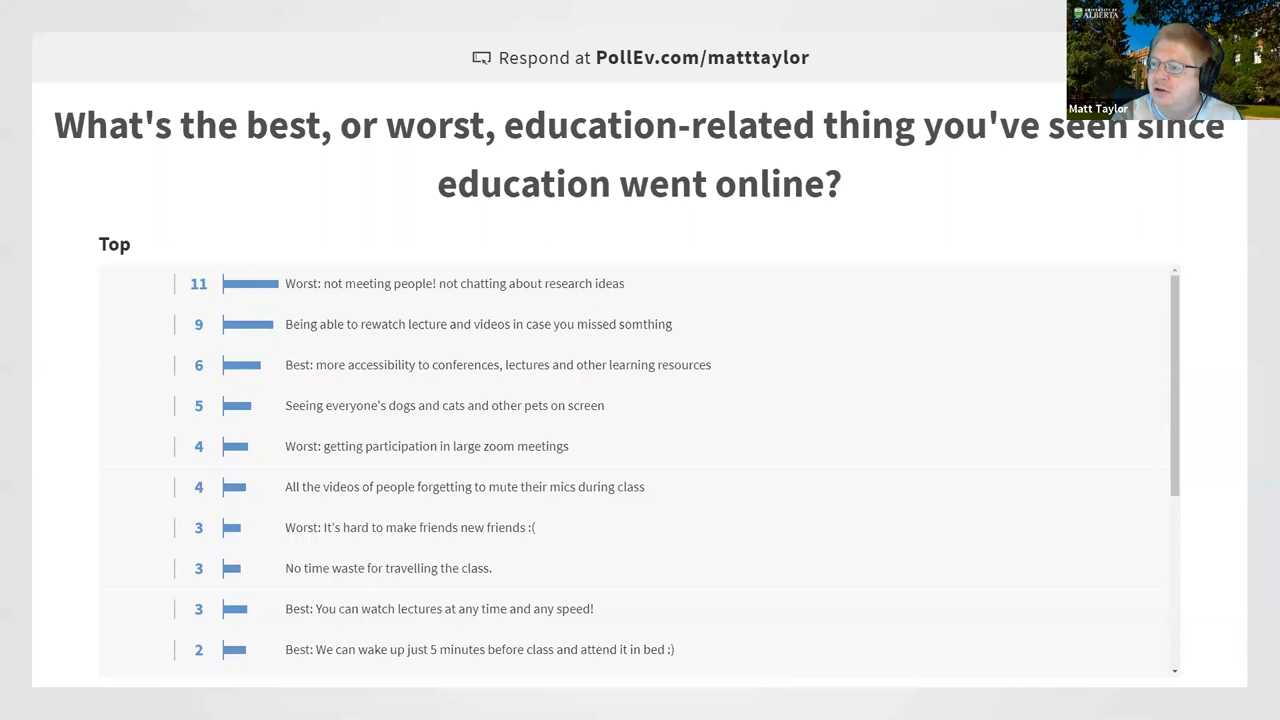 UNIVERSITY OF
ALBERTA
Matt Taylor
Respond at PollEv.com/matttaylor
What's the best, or worst, education-related thing you've seen since
education went online?
Top
11 Worst: not meeting people! not chatting about research ideas
9 Being able to rewatch lecture and videos in case you missed somthing
6 Best: more accessibility to conferences, lectures and other learning resources
5 Seeing everyone's dogs and cats and other pets on screen
4 Worst: getting participation in large zoom meetings
4 All the videos of people forgetting to mute their mics during class
3 Worst: It's hard to make friends new friends :(
3 No time waste for travelling the class.
3 Best: You can watch lectures at any time and any speed!
2 Best: We can wake up just 5 minutes before class and attend it in bed :)